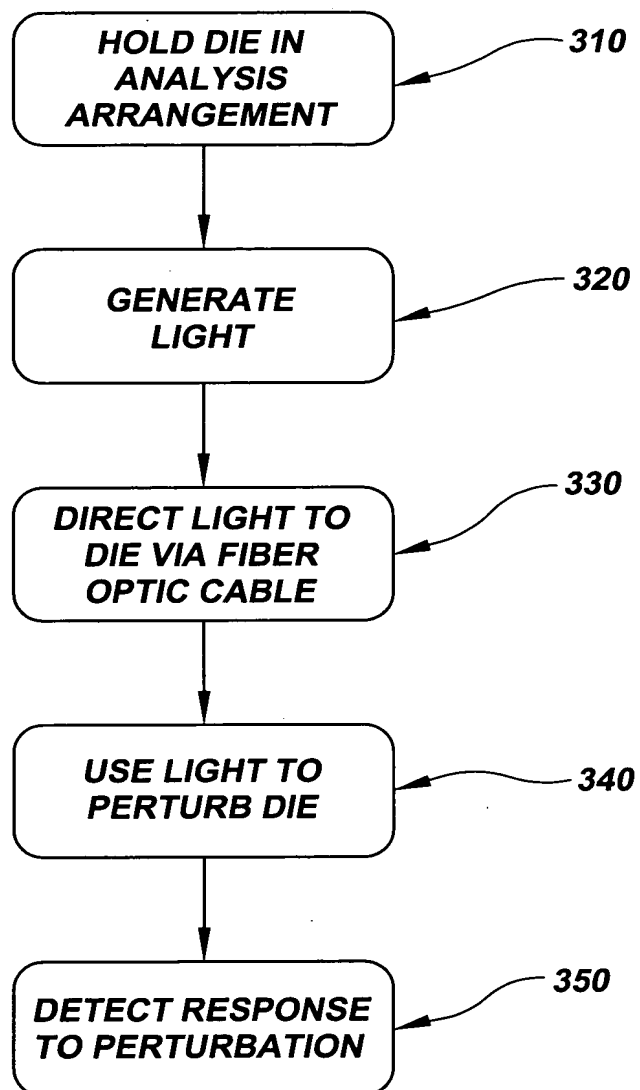 HOLD DIE IN
ANALYSIS
ARRANGEMENT
310
GENERATE
LIGHT
320
DIRECT LIGHT TO
DIE VIA FIBER
OPTIC CABLE
330
USE LIGHT TO
PERTURB DIE
340
DETECT RESPONSE
TO PERTURBATION
350